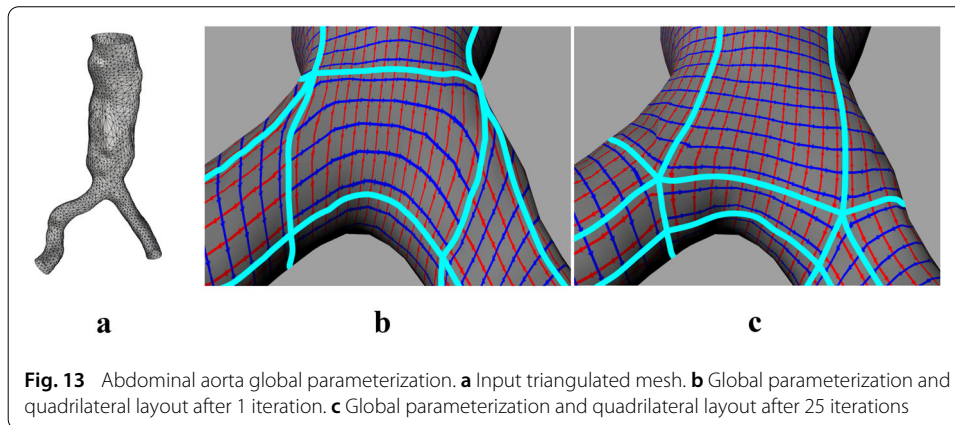 a
b
c
Fig. 13 Abdominal aorta global parameterization. a Input triangulated mesh. b Global parameterization and
quadrilateral layout after 1 iteration. c Global parameterization and quadrilateral layout after 25 iterations